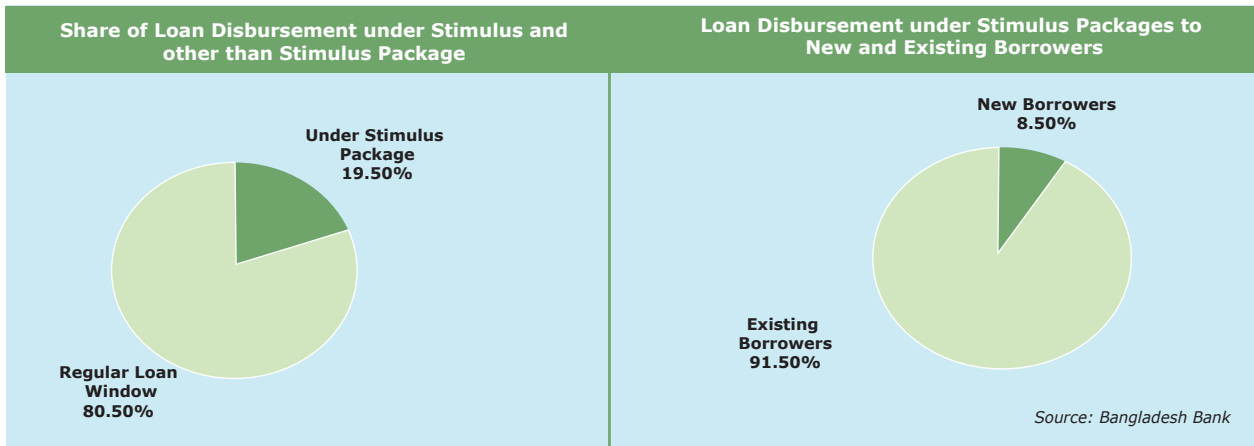 Share of Loan Disbursement under Stimulus and
other than Stimulus Package
Under Stimulus
Package
19.50%
Regular Loan
Window
80.50%
Loan Disbursement under Stimulus Packages to
New and Existing Borrowers
New Borrowers
8.50%
Existing
Borrowers
91.50%
Source: Bangladesh Bank